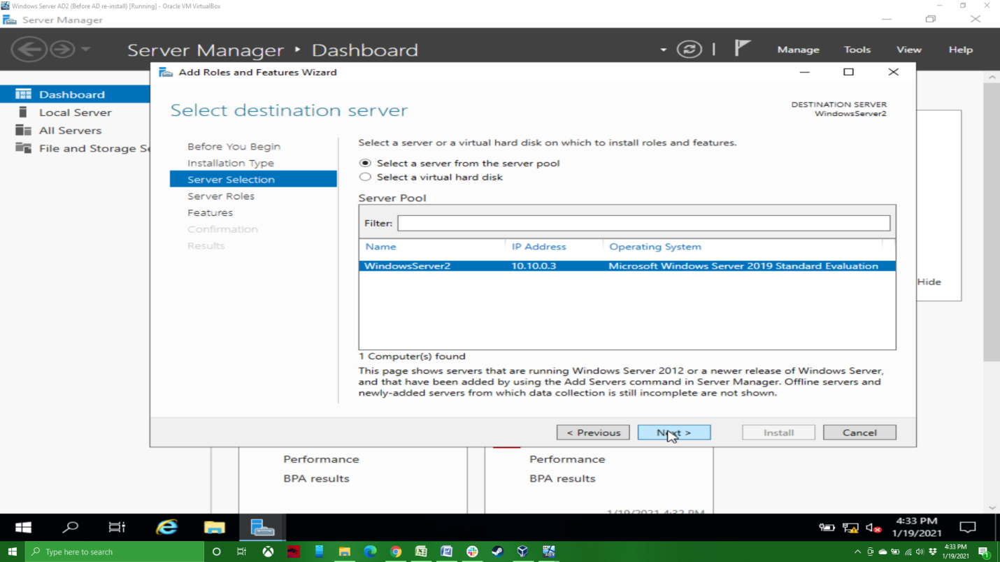 Windows Server AD2 (Before AD re-install) [Running] - Oracle VM VirtualBox
Server Manager
Server Manager ‣ Dashboard
Manage
Tools
View
Help
Add Roles and Features Wizard
Dashboard
Local Server
All Servers
File and Storage Se
Select destination server
DESTINATION SERVER
WindowsServer2
Before You Begin
Installation Type
Server Selection
Server Roles
Features
Confirmation
Results
Select a server or a virtual hard disk on which to install roles and features.
Select a server from the server pool
Select a virtual hard disk
Server Pool
Filter:
Name IP Address Operating System
WindowsServer2 10.10.0.3 Microsoft Windows Server 2019 Standard Evaluation
1 Computer(s) found
This page shows servers that are running Windows Server 2012 or a newer release of Windows Server,
and that have been added by using the Add Servers command in Server Manager. Offline servers and
newly-added servers from which data collection is still incomplete are not shown.
< Previous
Next >
Install
Cancel
Hide
Performance
BPA results
Performance
BPA results
1/19/2021 4:32 PM
4:33 PM
1/19/2021
Type here to search
4:33 PM
1/19/2021